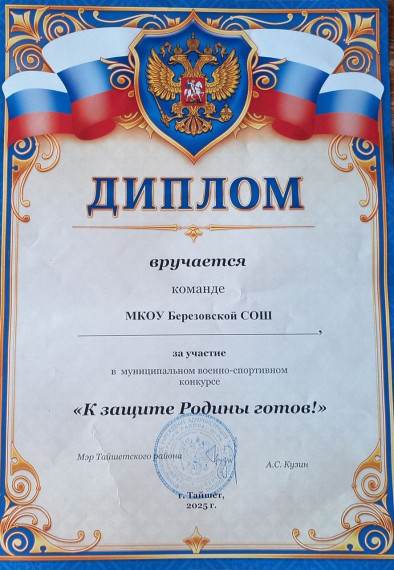 ДИПЛОМ
вручается
команде
МКОУ Березовской СОШ
,
за участие
в муниципальном военно-спортивном
конкурсе
«К защите Родины готов!»
Мэр Тайшетского района
А.С. Кузин
г. Тайшет,
2025 г.